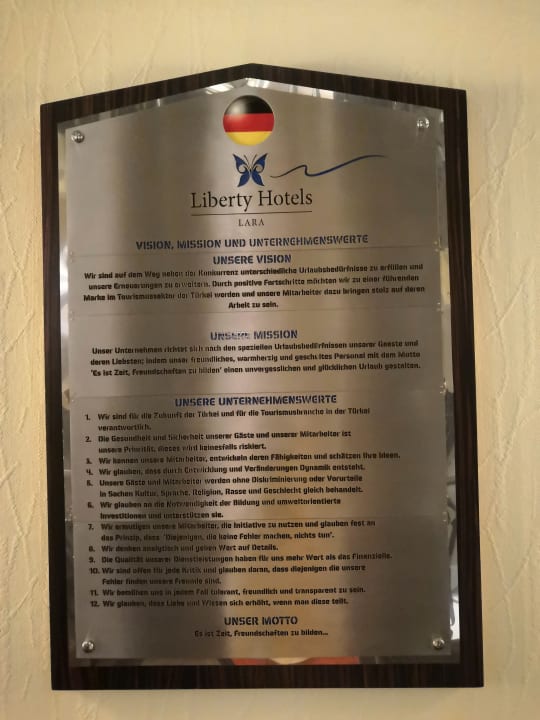 Liberty Hotels
LARA
VISION, MISSION UND UNTERNEHMENSWERTE
UNSERE VISION
Wir sind auf dem Weg neben der Konkurrenz unterschiedliche Urlaubsbedürfnisse zu erfüllen und
unsere Erneuerungen zu erweitern. Durch positive Fortschritte möchten wir zu einer führenden
Marke im Tourismussektor der Türkei werden und unsere Mitarbeiter dazu bringen stolz auf deren
Arbeit zu sein.
UNSERE MISSION
Unser Unternehmen richtet sich nach den speziellen Urlaubsbedürfnissen unserer Gaeste und
deren Liebsten; indem unser freundliches, warmherzig und geschultes Personal mit dem Motto
'Es ist Zeit, Freundschaften zu bilden' einen unvergesslichen und glücklichen Urlaub gestalten.
UNSERE UNTERNEHMENSWERTE
1. Wir sind für die Zukunft der Türkei und für die Tourismusbranche in der Türkei
verantwortlich.
2. Die Gesundheit und Sicherheit unserer Gäste und unserer Mitarbeiter ist
unsere Priorität, dieses wird keinesfalls riskiert.
3. Wir kennen unsere Mitarbeiter, entwickeln deren Fähigkeiten und schätzen ihre Ideen.
4. Wir glauben, dass durch Entwicklung und Veränderungen Dynamik entsteht.
5. Unsere Gäste und Mitarbeiter werden ohne Diskriminierung oder Vorurteile
in Sachen Kultur, Sprache, Religion, Rasse und Geschlecht gleich behandelt.
6. Wir glauben an die Notwendigkeit der Bildung und umweltorientierte
Investitionen und unterstützen sie.
7. Wir ermutigen unsere Mitarbeiter, die Initiative zu nutzen und glauben fest an
das Prinzip, dass 'Diejenigen, die keine Fehler machen, nichts tun'.
8. Wir denken analytisch und geben Wert auf Details.
9. Die Qualität unserer Dienstleistungen haben für uns mehr Wert als das Finanzielle.
10. Wir sind offen für jede Kritik und glauben daran, dass diejenigen die unsere
Fehler finden unsere Freunde sind.
11. Wir bemühen uns in jedem Fall tolerant, freundlich und transparent zu sein.
12. Wir glauben, dass Liebe und Wissen sich erhöht, wenn man diese teilt.
UNSER MOTTO
Es ist Zeit, Freundschaften zu bilden...